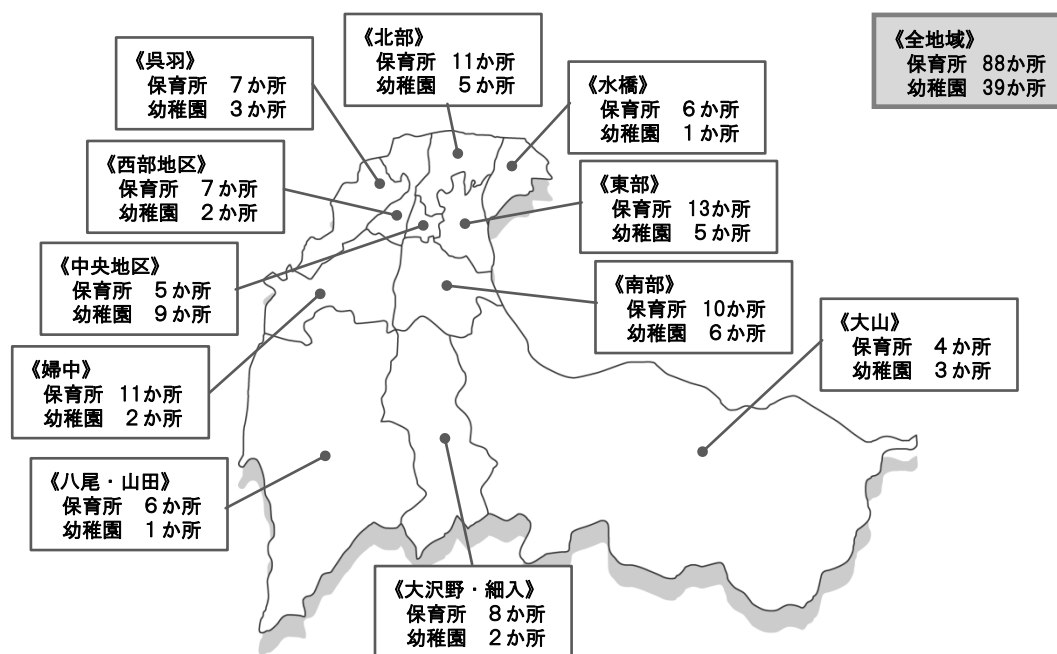 《北部》
保育所 11か所
幼稚園 5か所
《全地域》
保育所 88か所
幼稚園 39か所
《呉羽》
保育所 7か所
幼稚園 3か所
《水橋》
保育所 6か所
幼稚園 1か所
《西部地区》
保育所 7か所
幼稚園 2か所
《東部》
保育所 13か所
幼稚園 5か所
《中央地区》
保育所 5か所
幼稚園 9か所
《南部》
保育所 10か所
幼稚園 6か所
《大山》
保育所 4か所
幼稚園 3か所
《婦中》
保育所 11か所
幼稚園 2か所
《八尾・山田》
保育所 6か所
幼稚園 1か所
《大沢野・細入》
保育所 8か所
幼稚園 2か所